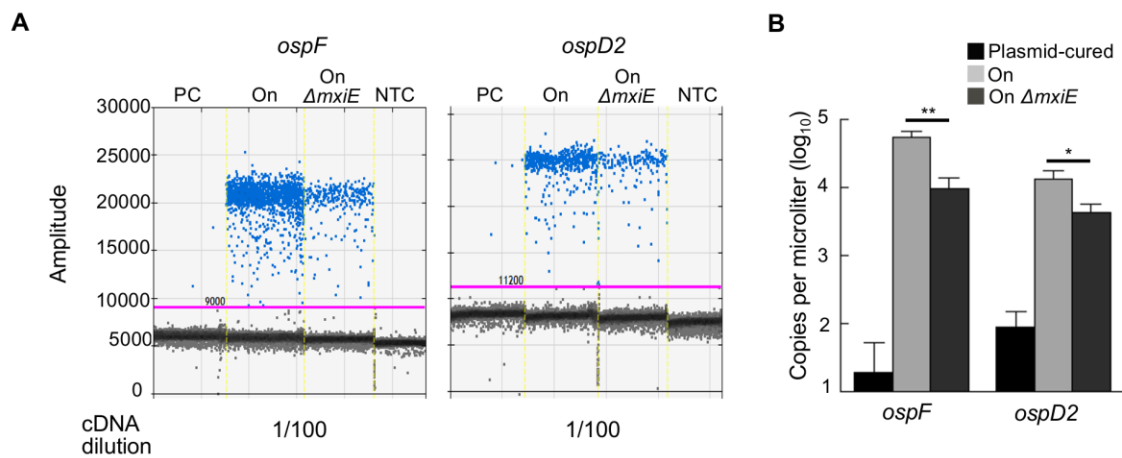 A
ospF
ospD2
PC On On ΔmxiE NTC
PC On On ΔmxiE NTC
Amplitude
30000
25000
20000
15000
10000
5000
0
9000
11200
cDNA dilution
1/100
1/100
B
Plasmid-cured
On
On ΔmxiE
Copies per microliter (log10)
5
4
3
2
1
**
*
ospF
ospD2